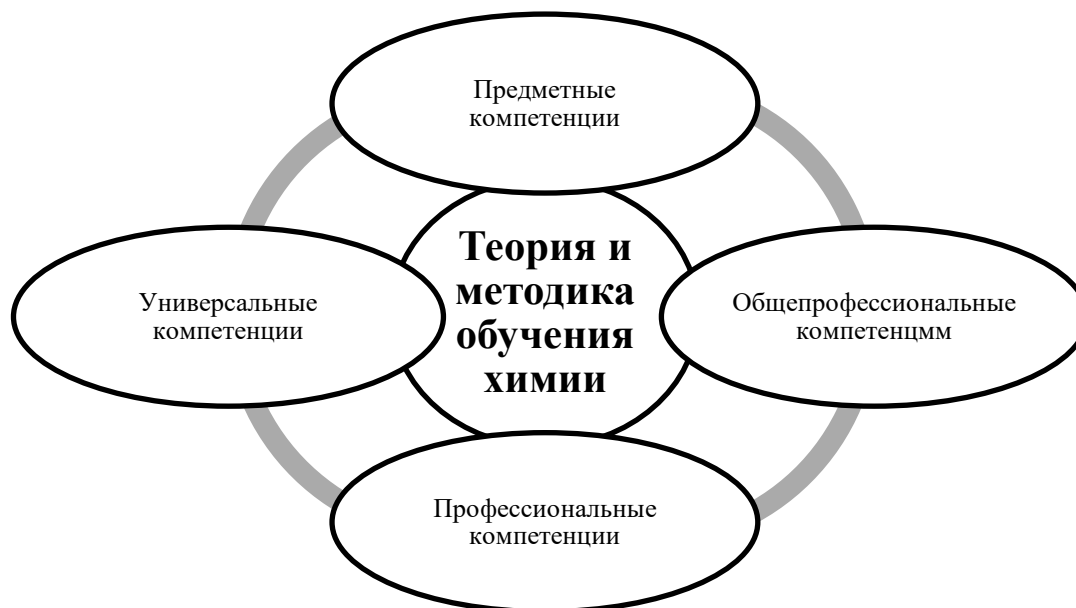 Предметные
компетенции
Теория и
методика
обучения
химии
Универсальные
компетенции
Общепрофессиональные
компетенцмм
Профессиональные
компетенции